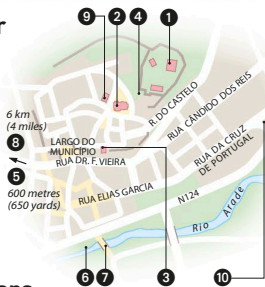 r
9
2
4
1
R. DO CASTELO
RUA CÂNDIDO DOS REIS
6 km
(4 miles)
8
LARGO DO
MUNICÍPIO
RUA DR. F. VIEIRA
RUA DA CRUZ
DE PORTUGAL
5
600 metres
(650 yards)
RUA ELIAS GARCIA
N124
Rio Arade
6
7
3
10